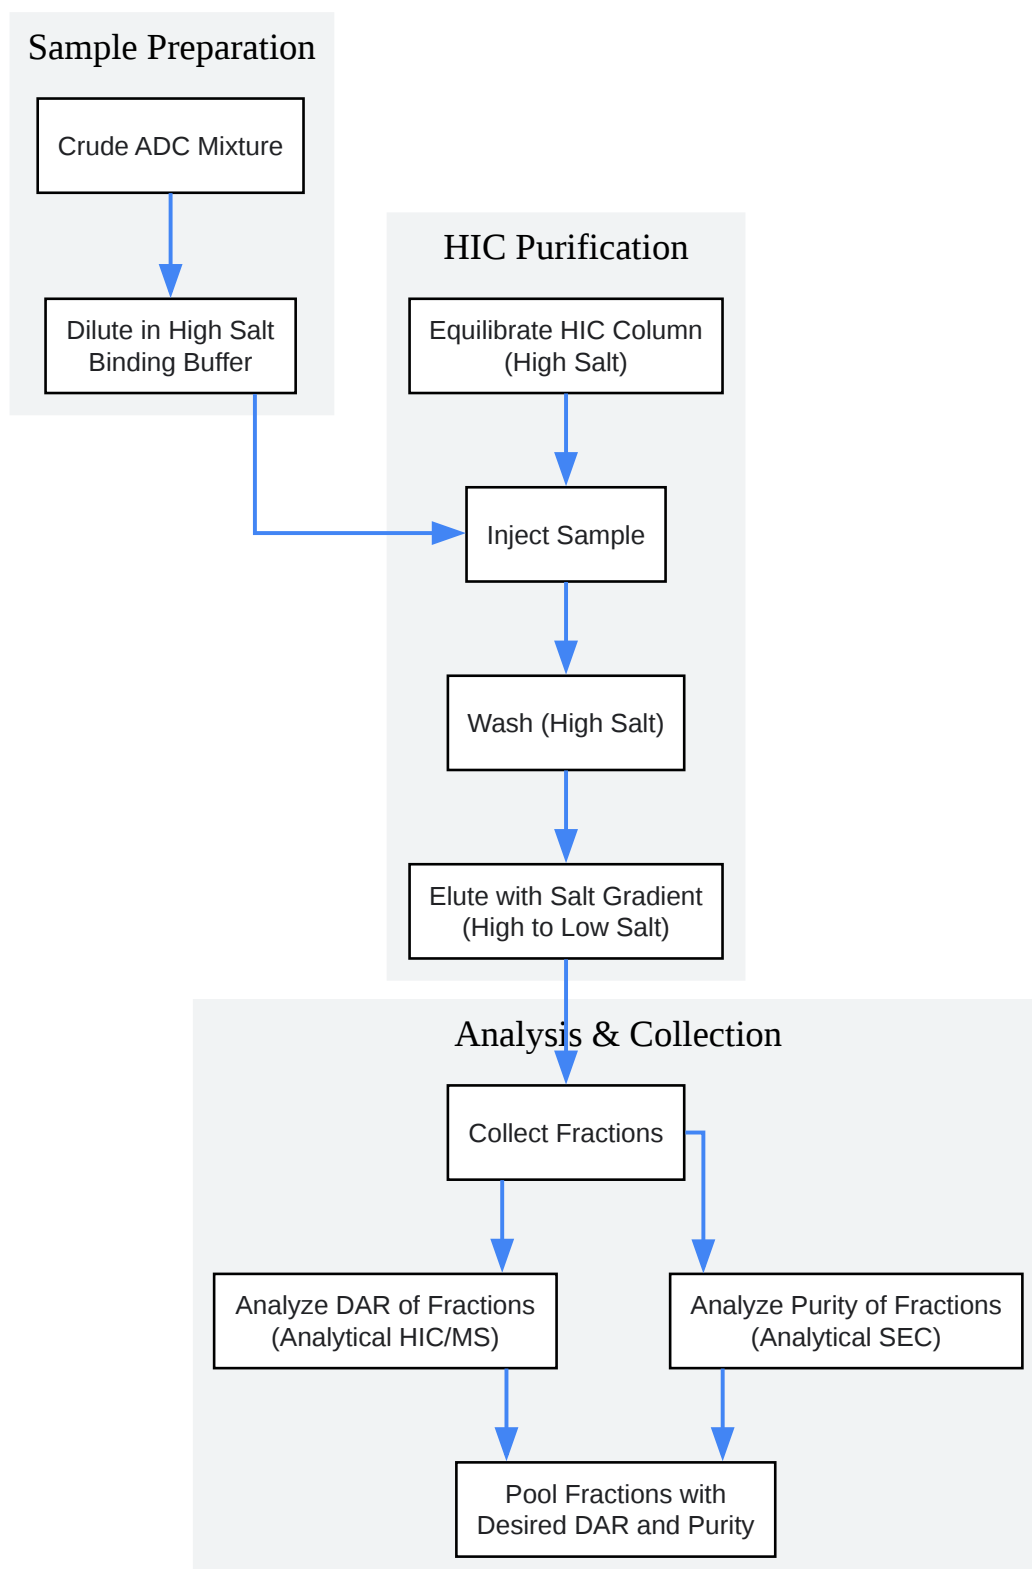 Sample Preparation
Crude ADC Mixture
Dilute in High Salt
Binding Buffer
HIC Purification
Equilibrate HIC Column
(High Salt)
Inject Sample
Wash (High Salt)
Elute with Salt Gradient
(High to Low Salt)
Analysis & Collection
Collect Fractions
Analyze DAR of Fractions
(Analytical HIC/MS)
Analyze Purity of Fractions
(Analytical SEC)
Pool Fractions with
Desired DAR and Purity